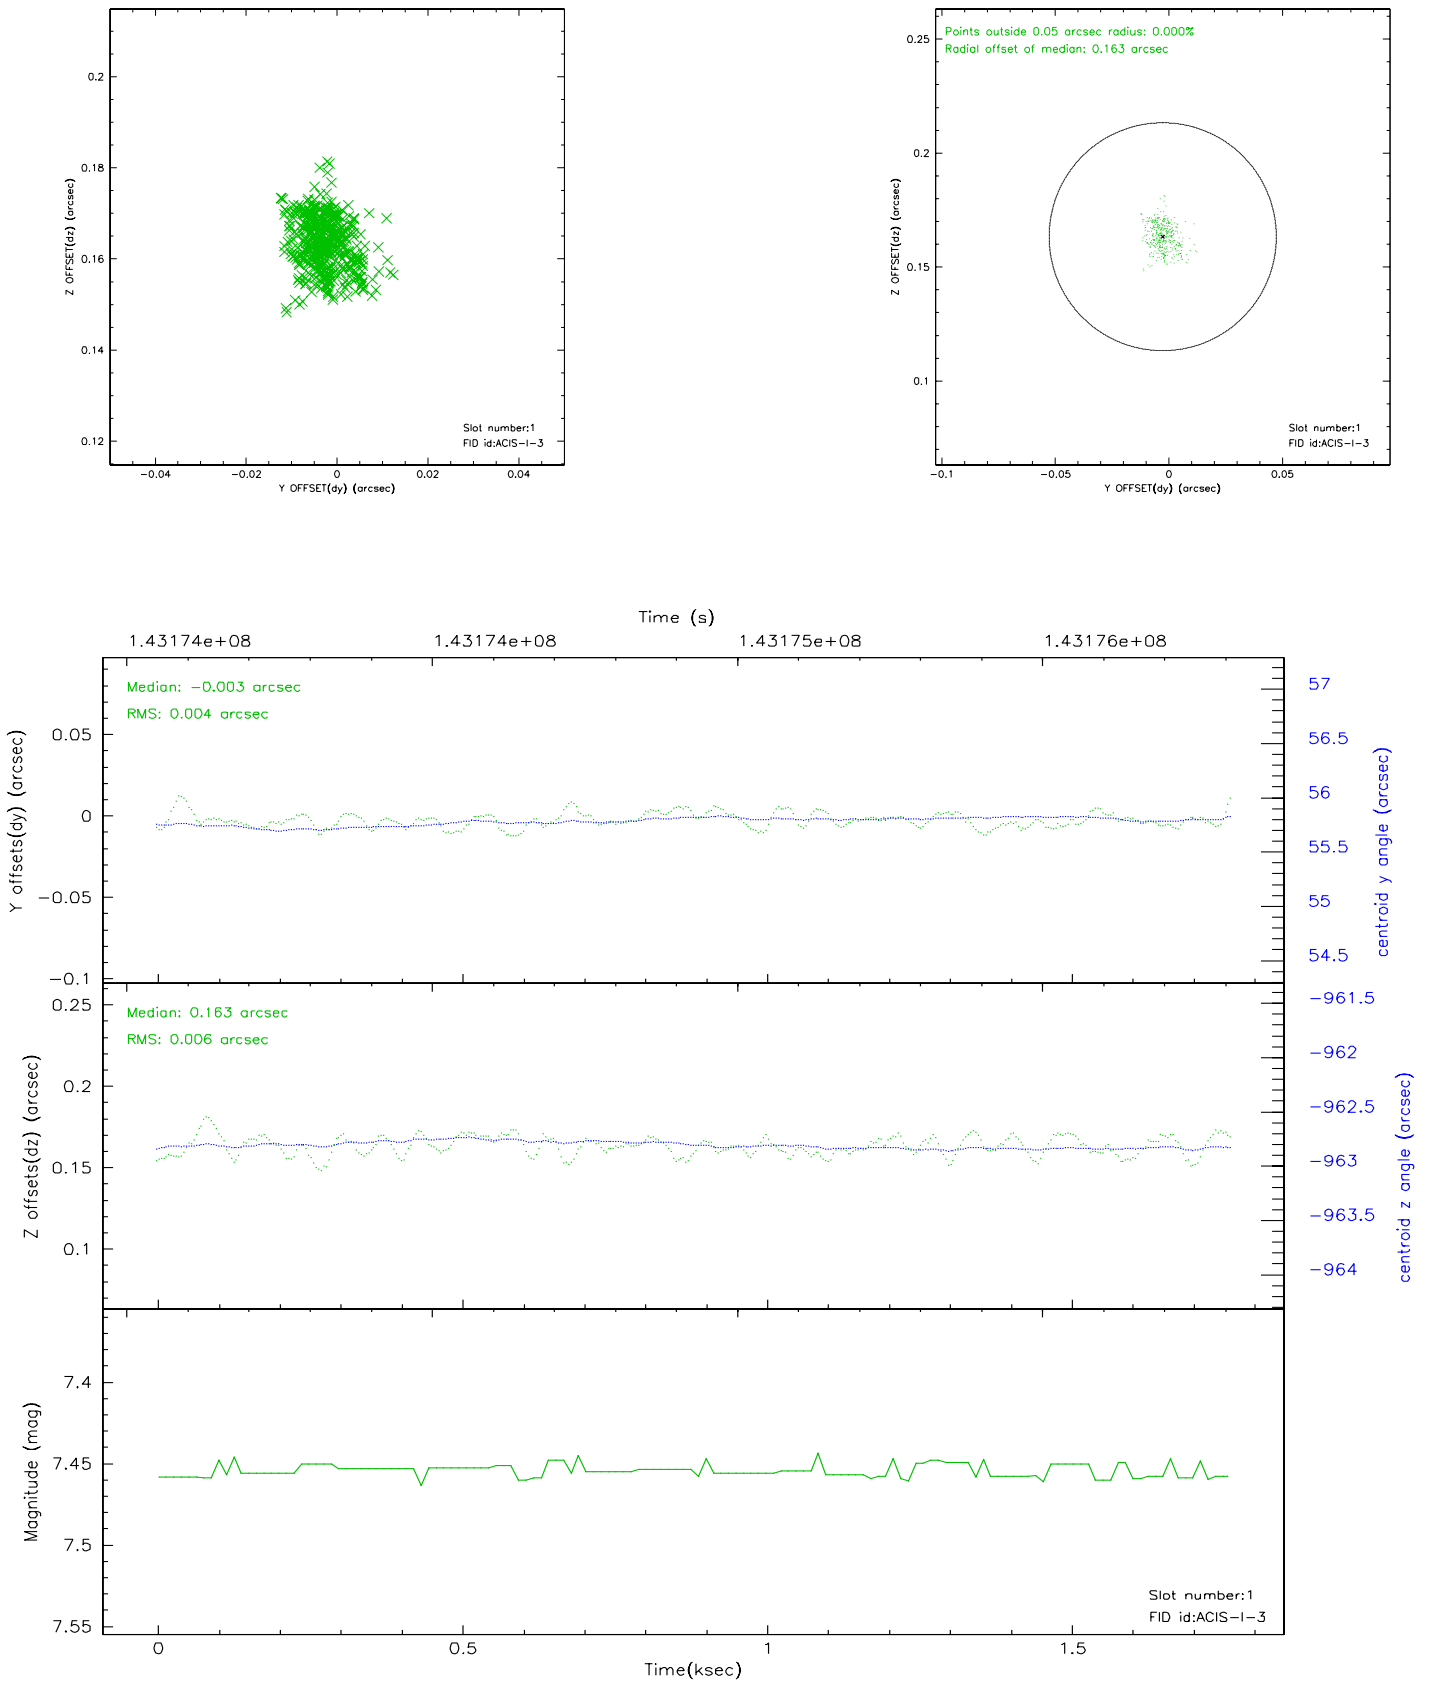 0.2
0.18
0.16
0.14
0.12
Z OFFSET(dz) (arcsec)
Slot number:1
FID id:ACIS-I-3
-0.04
-0.02
0
0.02
0.04
Y OFFSET(dy) (arcsec)
Points outside 0.05 arcsec radius: 0.000%
Radial offset of median: 0.163 arcsec
0.25
0.2
0.15
0.1
Z OFFSET(dz) (arcsec)
Slot number:1
FID id:ACIS-I-3
-0.1
-0.05
0
0.05
Y OFFSET(dy) (arcsec)
Time (s)
1.43174e+08
1.43174e+08
1.43175e+08
1.43176e+08
Median: -0.003 arcsec
RMS: 0.004 arcsec
0.05
0
-0.05
-0.1
Y offsets(dy) (arcsec)
57
56.5
56
55.5
55
54.5
centroid y angle (arcsec)
Median: 0.163 arcsec
RMS: 0.006 arcsec
0.25
0.2
0.15
0.1
Z offsets(dz) (arcsec)
-961.5
-962
-962.5
-963
-963.5
-964
centroid z angle (arcsec)
7.4
7.45
7.5
7.55
Magnitude (mag)
Slot number:1
FID id:ACIS-I-3
0
0.5
1
1.5
Time(ksec)